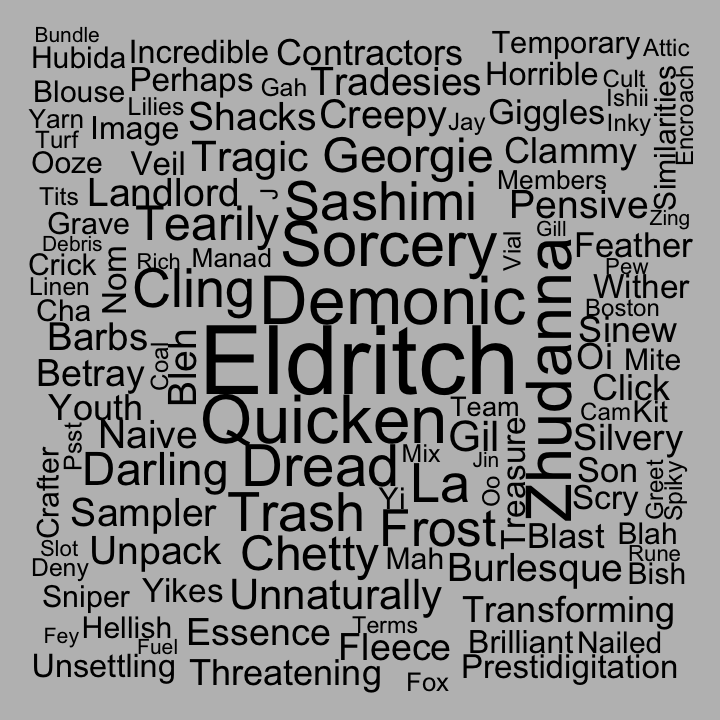 Bundle
Hubida Incredible Contractors Temporary Attic
Blouse Perhaps Gah Tradesies Horrible Cult
Yarn Lilies Shacks Creepy Jay Giggles Ishii Similarities Encroach
Turf Image Inky
Ooze Veil Tragic Georgie Clammy
Tits Landlord J Sashimi Members
Grave Tearily Pensive Zing
Debris Sorcery Vial Gill Feather
Crick Nom Rich Manad Pew
Linen Cling Demonic Zhudanna Wither
Cha Boston
Barbs Eldritch Sinew
Betray Coal Bleh Oi Mite
Youth Quicken Team Click
Psst Naive Gil Cam Kit
Crafter Darling Dread Mix Jin Treasure Silvery
Sampler Trash Yi La Oo Son Greet Spiky
Scry
Slot Unpack Chetty Frost Blast Blah
Deny Mah Burlesque Rune
Sniper Yikes Unnaturally Bish
Fey Hellish Essence Terms Transforming
Fuel Fleece Brilliant Nailed
Unsettling Threatening Fox Prestidigitation